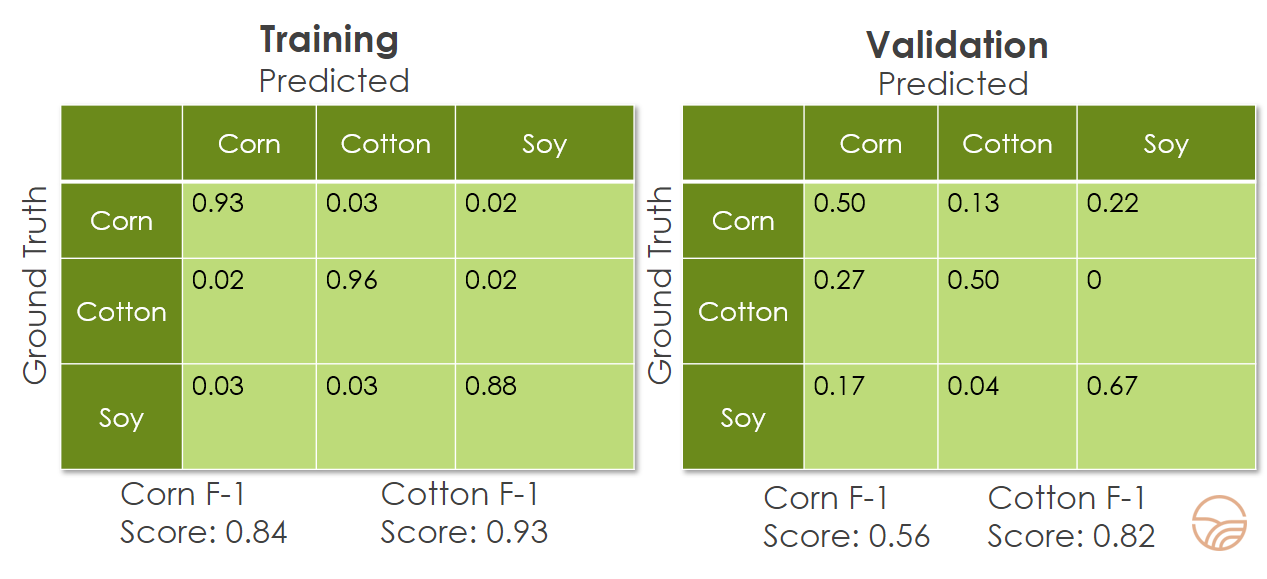 Training
Predicted
Ground Truth
Corn Cotton Soy
Corn 0.93 0.03 0.02
Cotton 0.02 0.96 0.02
Soy 0.03 0.03 0.88
Corn F-1
Score: 0.84
Cotton F-1
Score: 0.93
Validation
Predicted
Ground Truth
Corn Cotton Soy
Corn 0.50 0.13 0.22
Cotton 0.27 0.50 0
Soy 0.17 0.04 0.67
Corn F-1
Score: 0.56
Cotton F-1
Score: 0.82